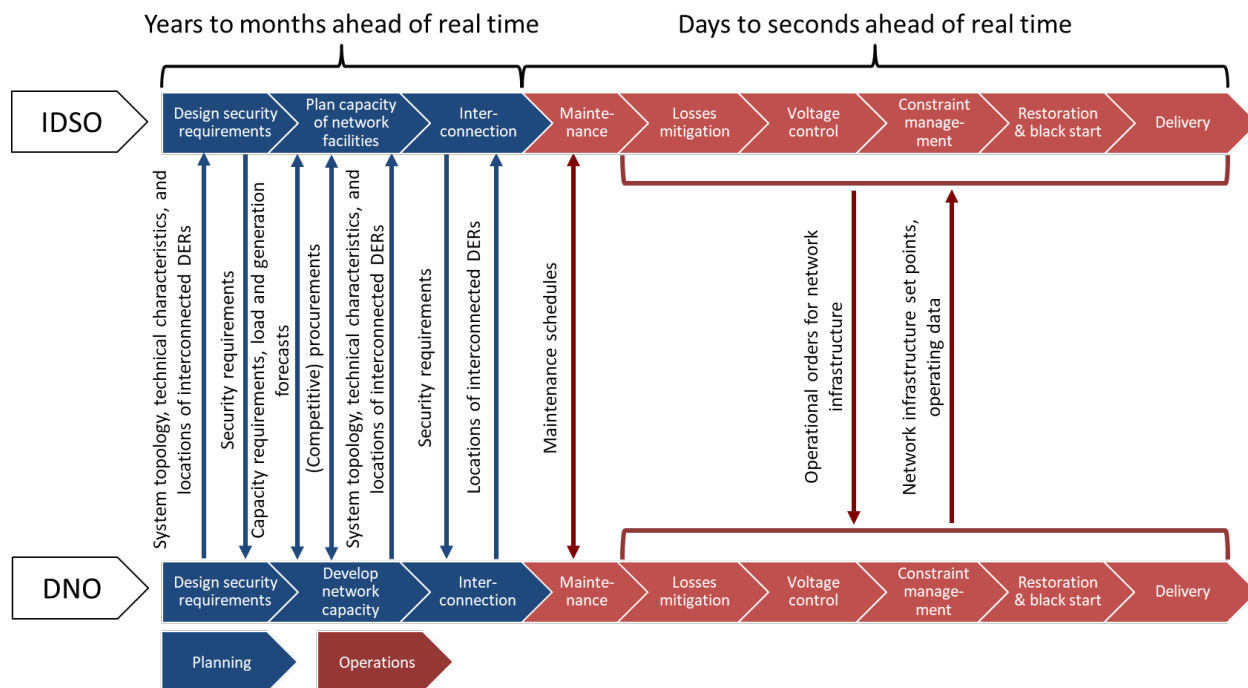 Years to months ahead of real time
Days to seconds ahead of real time
IDSO
Design security
requirements
Plan capacity
of network
facilities
Inter-
connection
Mainte-
nance
Losses
mitigation
Voltage
control
Constraint
manage-
ment
Restoration
& black start
Delivery
System topology, technical characteristics, and
locations of interconnected DERs
Security requirements
Capacity requirements, load and generation
forecasts
(Competitive) procurements
System topology, technical characteristics, and
locations of interconnected DERs
Security requirements
Locations of interconnected DERs
Maintenance schedules
Operational orders for network
infrastructure
Network infrastructure set points,
operating data
DNO
Design security
requirements
Develop
network
capacity
Inter-
connection
Mainte-
nance
Losses
mitigation
Voltage
control
Constraint
manage-
ment
Restoration
& black start
Delivery
Planning
Operations